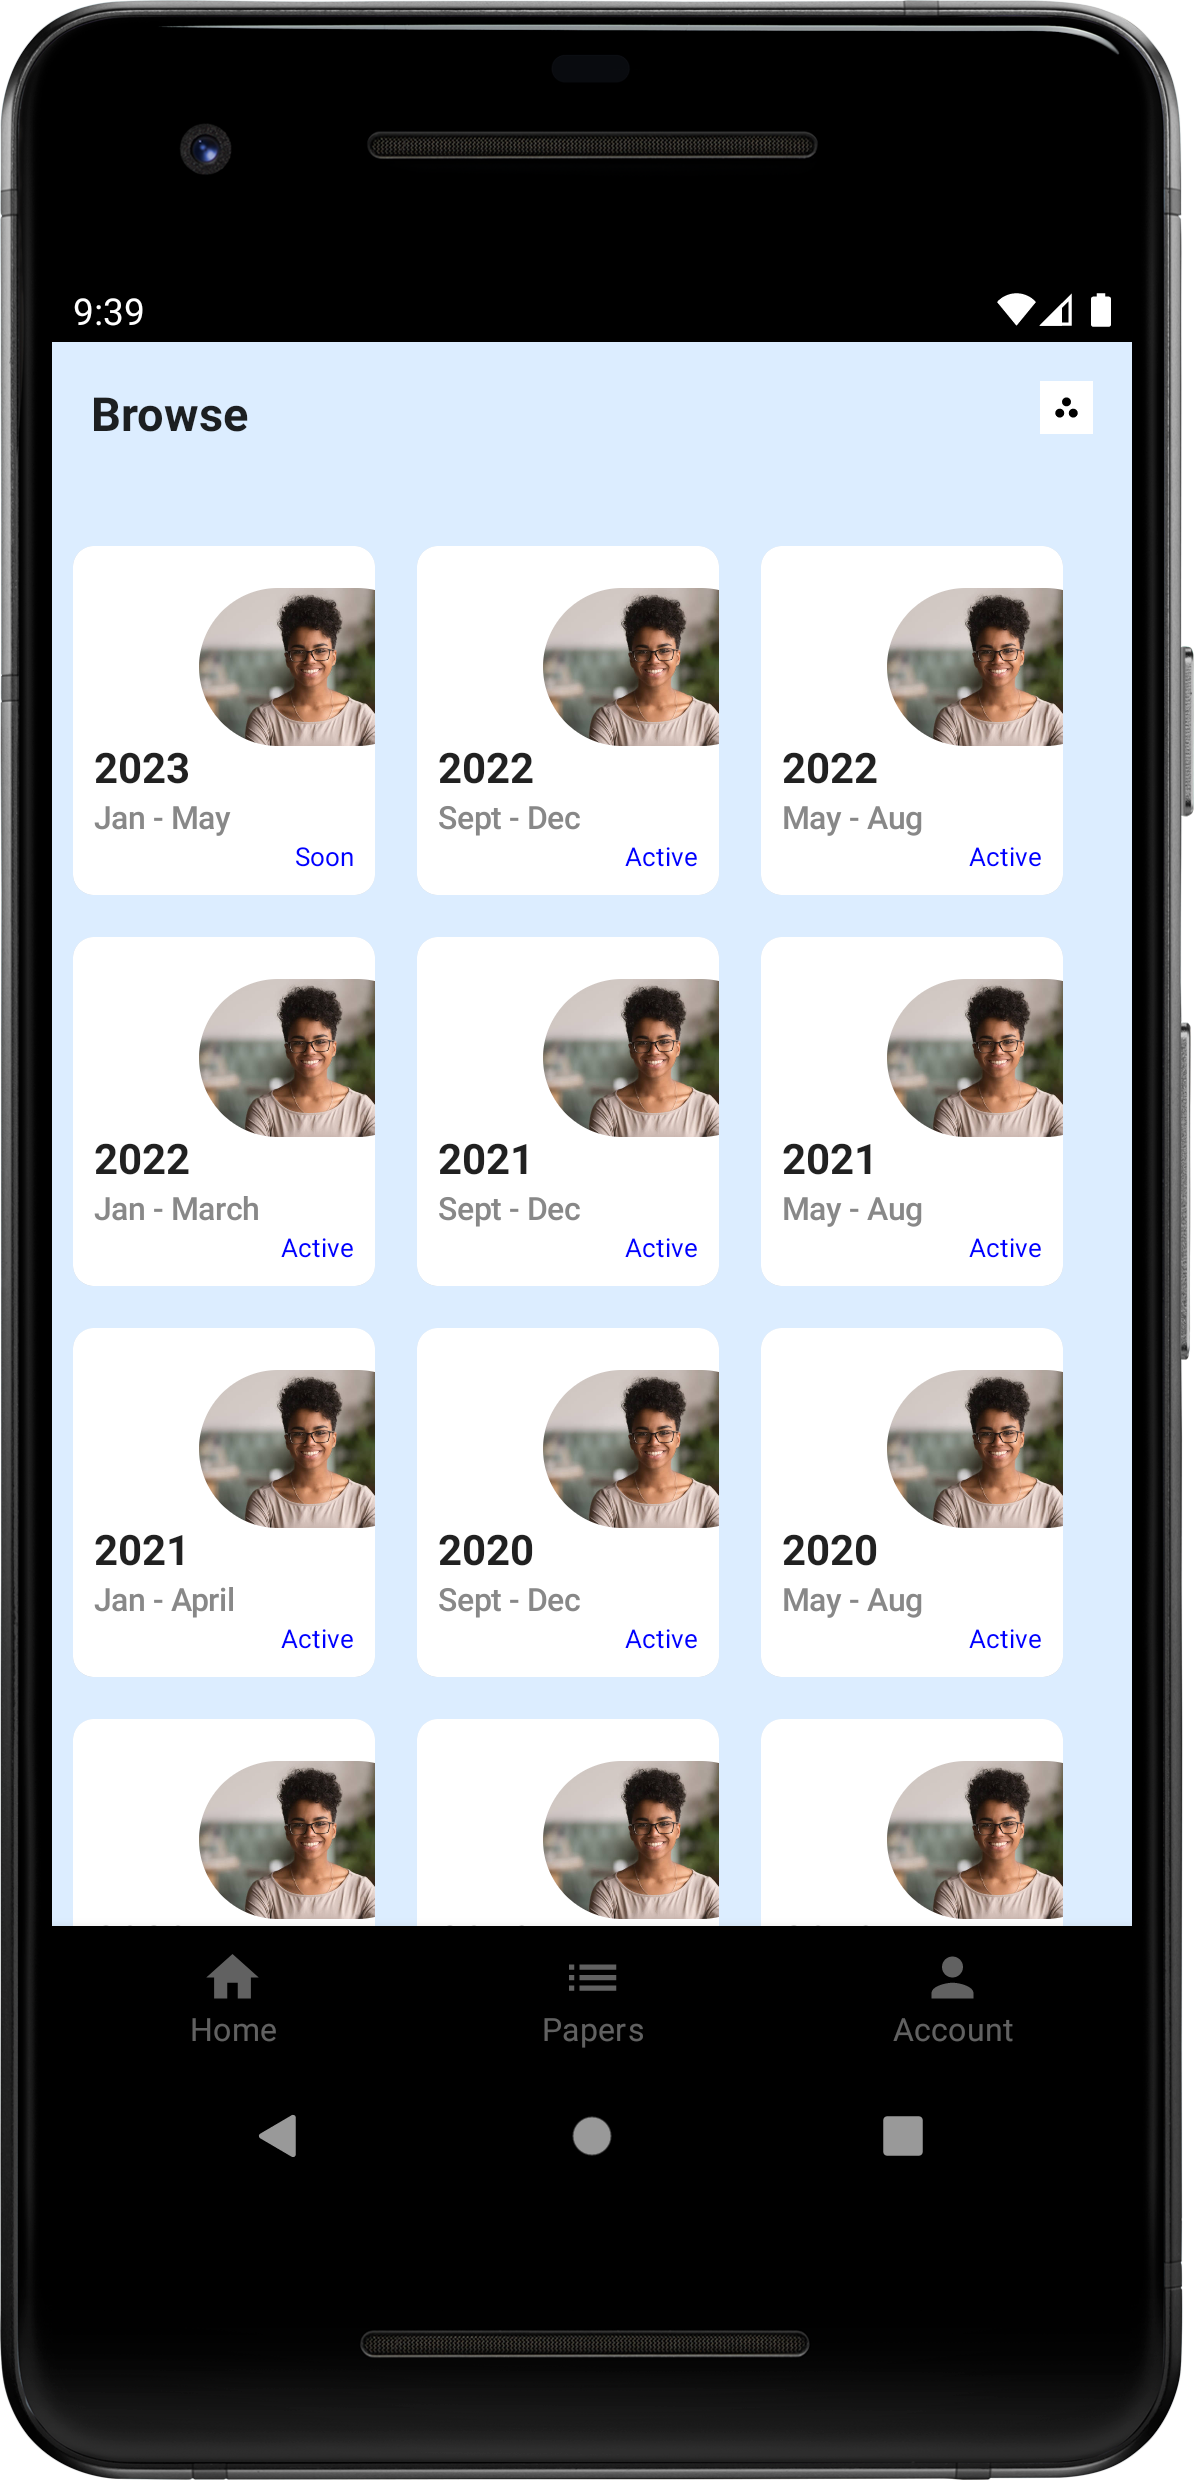 9:39
Browse
2023
Jan - May
Soon
2022
Sept - Dec
Active
2022
May - Aug
Active
2022
Jan - March
Active
2021
Sept - Dec
Active
2021
May - Aug
Active
2021
Jan - April
Active
2020
Sept - Dec
Active
2020
May - Aug
Active
Home
Papers
Account